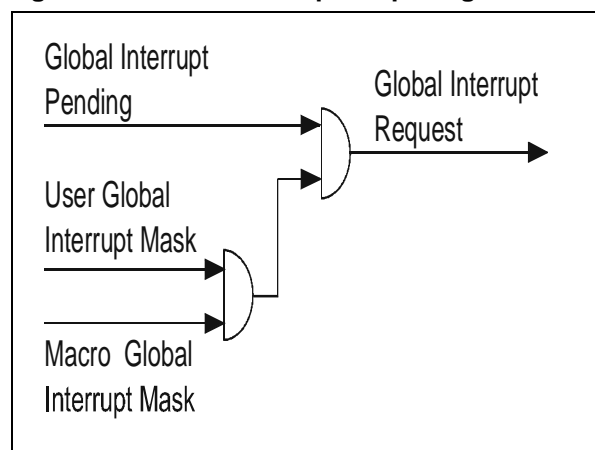 Global Interrupt
Pending
Global Interrupt
Request
User Global
Interrupt Mask
Macro Global
Interrupt Mask